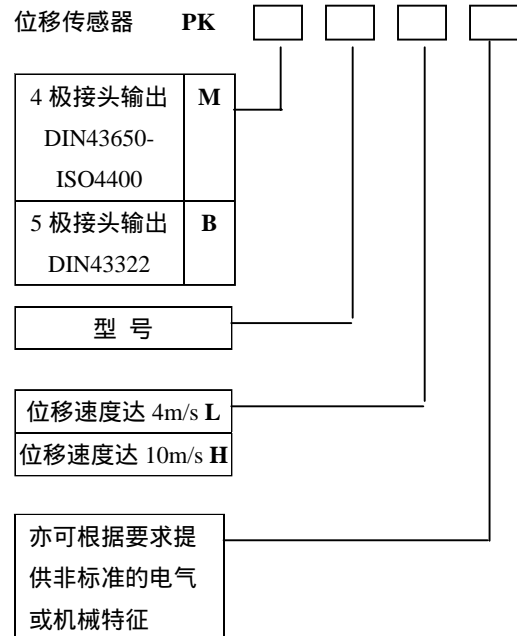 位移传感器 PK
4 极接头输出 M
DIN43650-
ISO4400
5 极接头输出 B
DIN43322
型 号
位移速度达 4m/s L
位移速度达 10m/s H
亦可根据要求提
供非标准的电气
或机械特征